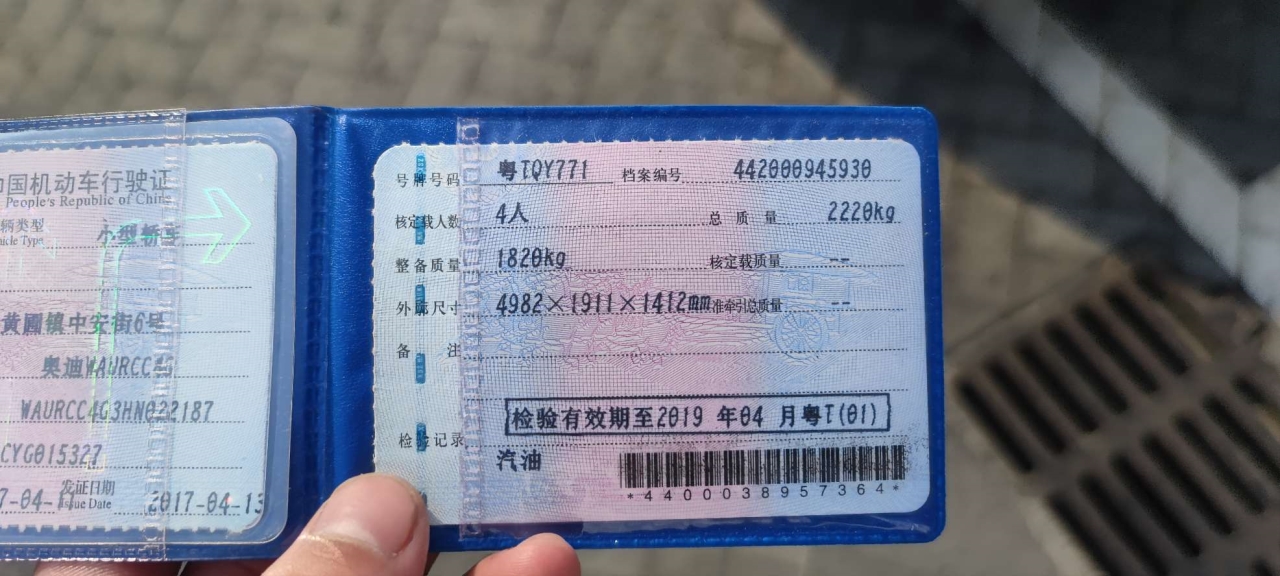 中国机动车行驶证
People's Republic of China
辆类型 小型轿车
hicle Type
黄圃镇中安街6号
奥迪WAURCC4G
WAURCC4G3HN022187
CYG015327
发证日期
7-04-11 Issue Date 2017-04-13
号牌号码 粤TQY771 档案编号 442000945930
核定载人数 4人 总质量 2220kg
整备质量 1820kg 核定载质量 --
外廓尺寸 4982×1911×1412mm 准牵引总质量 --
备注
检验有效期至2019年04月粤T(01)
检验记录
汽油
*4400038957364*